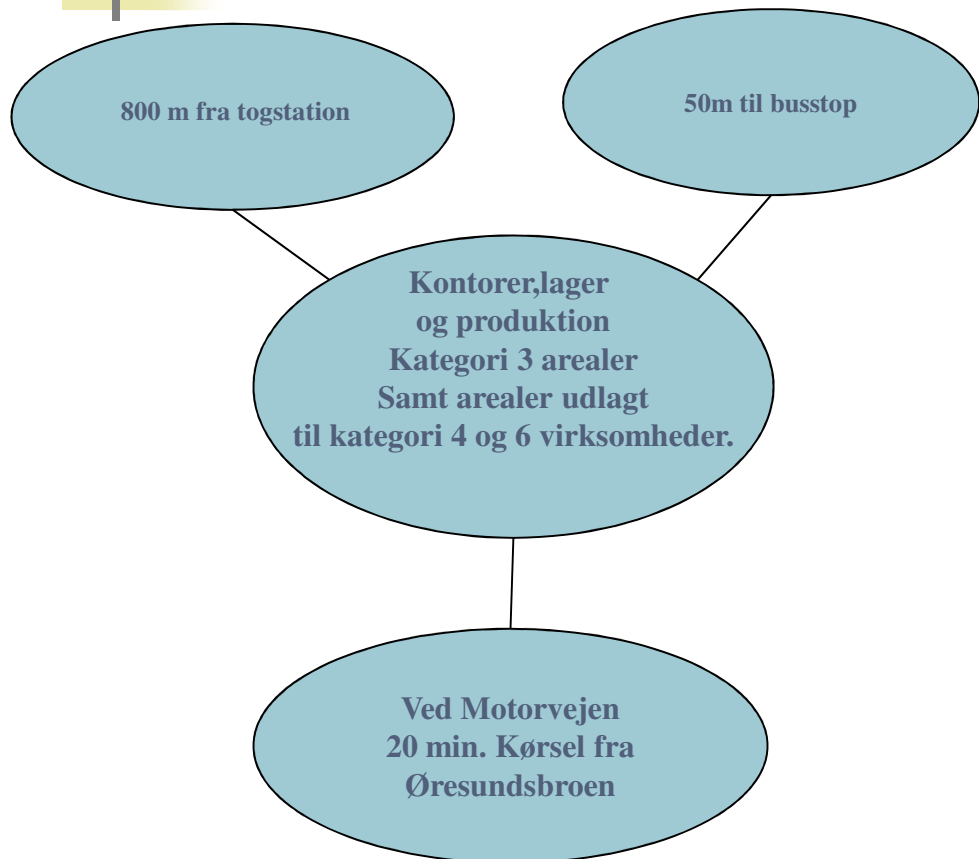 800 m fra togstation
50m til busstop
Kontorer,lager
og produktion
Kategori 3 arealer
Samt arealer udlagt
til kategori 4 og 6 virksomheder.
Ved Motorvejen
20 min. Kørsel fra
Øresundsbroen